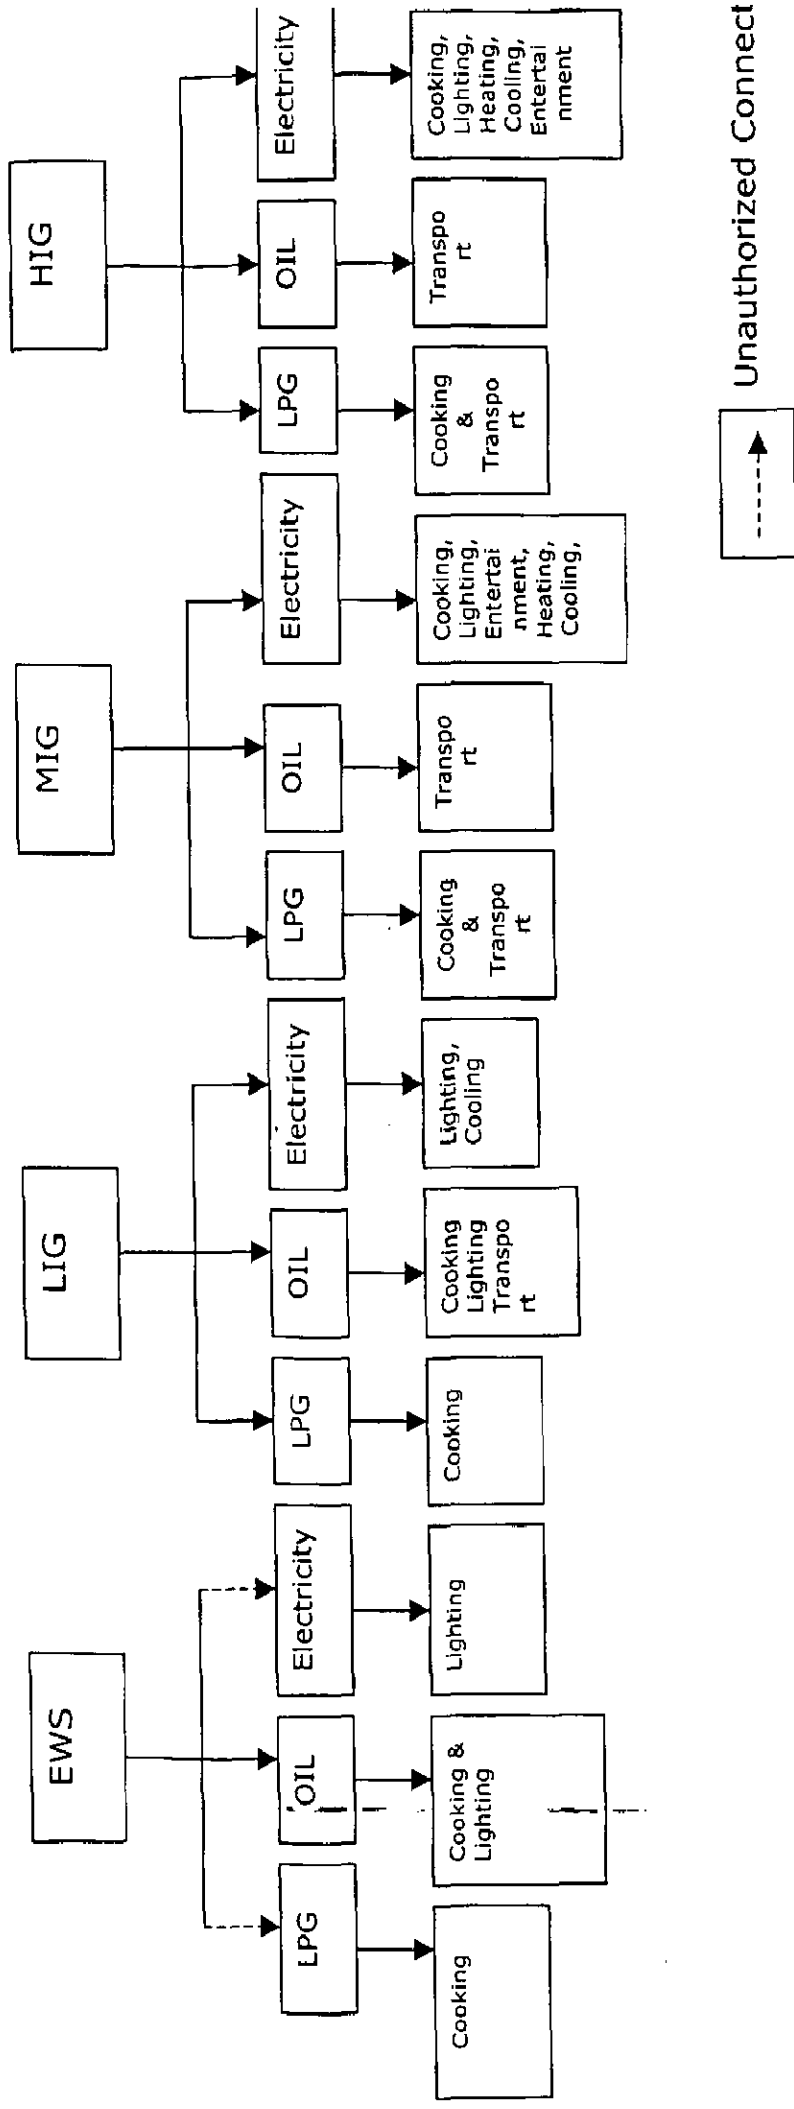 EWS
LIG
MIG
HIG
LPG
OIL
Electricity
LPG
OIL
Electricity
LPG
OIL
Electricity
LPG
OIL
Electricity
Cooking
Cooking &
Lighting
Lighting
Cooking
Cooking
Lighting
Transpo
rt
Lighting,
Cooling
Cooking
&
Transpo
rt
Transpo
rt
Cooking,
Lighting,
Entertai
nment,
Heating,
Cooling,
Cooking
&
Transpo
rt
Transpo
rt
Cooking,
Lighting,
Heating,
Cooling,
Entertai
nment
Unauthorized Connect